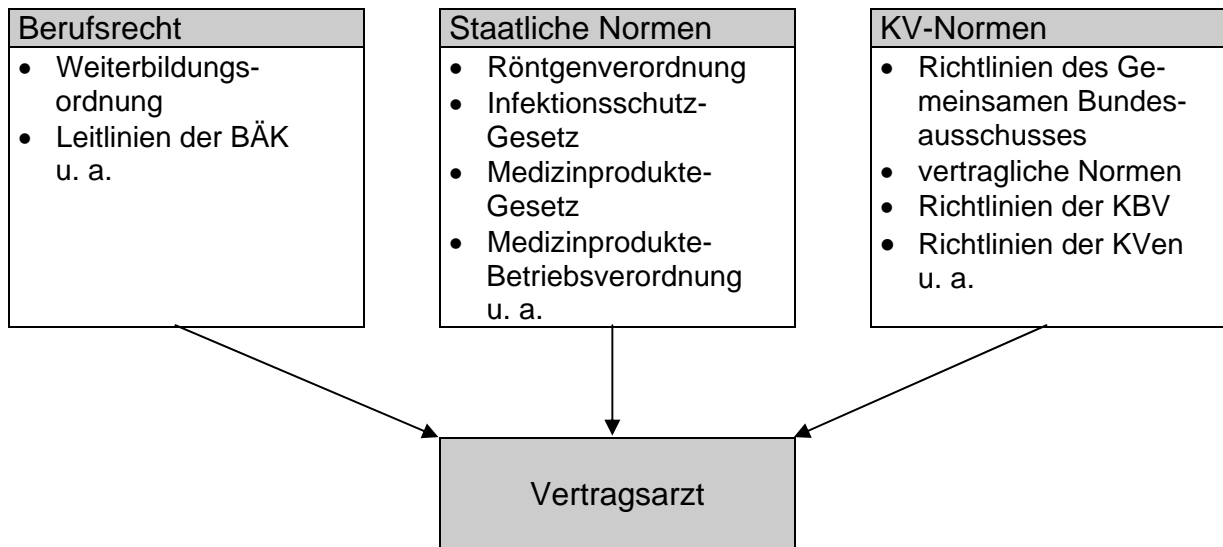 Berufsrecht
• Weiterbildungs-
ordnung
• Leitlinien der BÄK
u. a.
Staatliche Normen
• Röntgenverordnung
• Infektionsschutz-
Gesetz
• Medizinprodukte-
Gesetz
• Medizinprodukte-
Betriebsverordnung
u. a.
KV-Normen
• Richtlinien des Ge-
meinsamen Bundes-
ausschusses
• vertragliche Normen
• Richtlinien der KBV
• Richtlinien der KVen
u. a.
Vertragsarzt